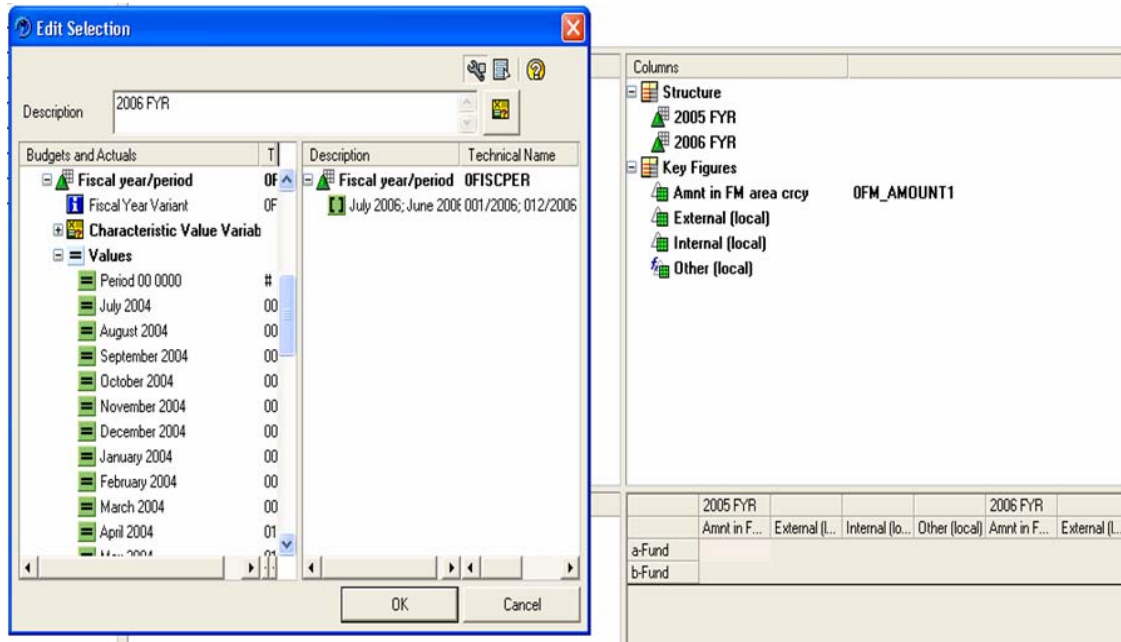 Edit Selection
Description
2006 FYR
Budgets and Actuals T
Fiscal year/period 0F
Fiscal Year Variant 0F
Characteristic Value Variab
Values
Period 00 0000 #
July 2004 00
August 2004 00
September 2004 00
October 2004 00
November 2004 00
December 2004 00
January 2004 00
February 2004 00
March 2004 00
April 2004 01
May 2004 01
Description Technical Name
Fiscal year/period 0FISCPER
[ ] July 2006; June 2006 001/2006; 012/2006
OK Cancel
Columns
Structure
2005 FYR
2006 FYR
Key Figures
Amnt in FM area crcy 0FM_AMOUNT1
External (local)
Internal (local)
Other (local)
2005 FYR 2006 FYR
Amnt in F... External (l... Internal (lo... Other (local) Amnt in F... External (l...
a-Fund
b-Fund